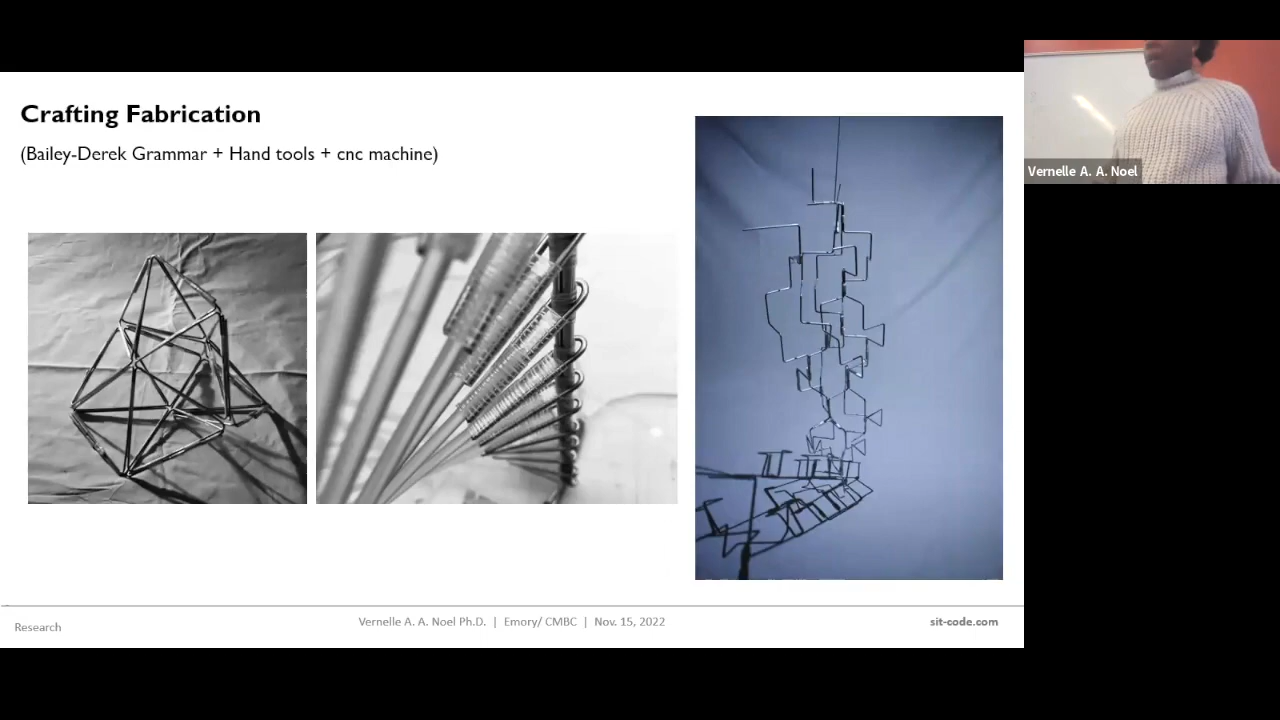 Crafting Fabrication
(Bailey-Derek Grammar + Hand tools + cnc machine)
Vernelle A. A. Noel
Research
Vernelle A. A. Noel Ph.D. | Emory/ CMBC | Nov. 15, 2022
sit-code.com